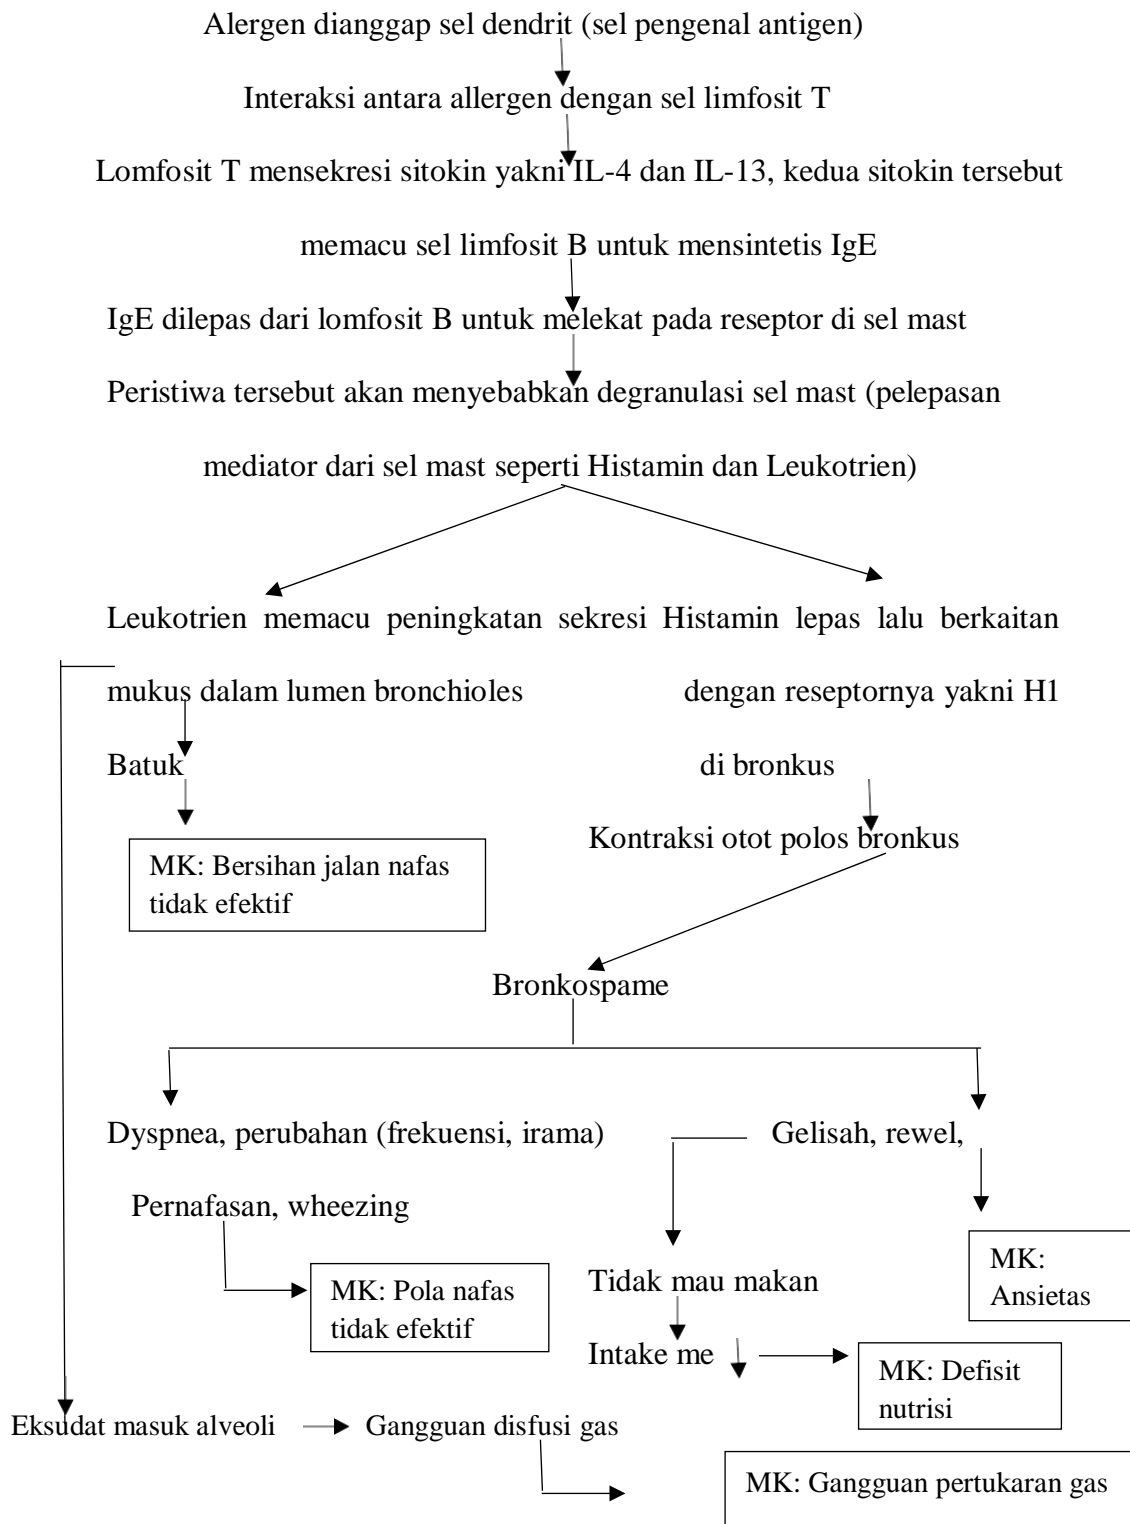 Alergen dianggap sel dendrit (sel pengenal antigen)
Interaksi antara allergen dengan sel limfosit T
Lomfosit T mensekresi sitokin yakni IL-4 dan IL-13, kedua sitokin tersebut
memacu sel limfosit B untuk mensintetis IgE
IgE dilepas dari lomfosit B untuk melekat pada reseptor di sel mast
Peristiwa tersebut akan menyebabkan degranulasi sel mast (pelepasan
mediator dari sel mast seperti Histamin dan Leukotrien)
Leukotrien memacu peningkatan sekresi
mukus dalam lumen bronchioles
Histamin lepas lalu berkaitan
dengan reseptornya yakni H1
di bronkus
Batuk
Kontraksi otot polos bronkus
MK: Bersihan jalan nafas
tidak efektif
Bronkospame
Dyspnea, perubahan (frekuensi, irama)
Pernafasan, wheezing
Gelisah, rewel,
MK: Pola nafas
tidak efektif
Tidak mau makan
MK:
Ansietas
Intake me
MK: Defisit
nutrisi
Eksudat masuk alveoli
Gangguan disfusi gas
MK: Gangguan pertukaran gas